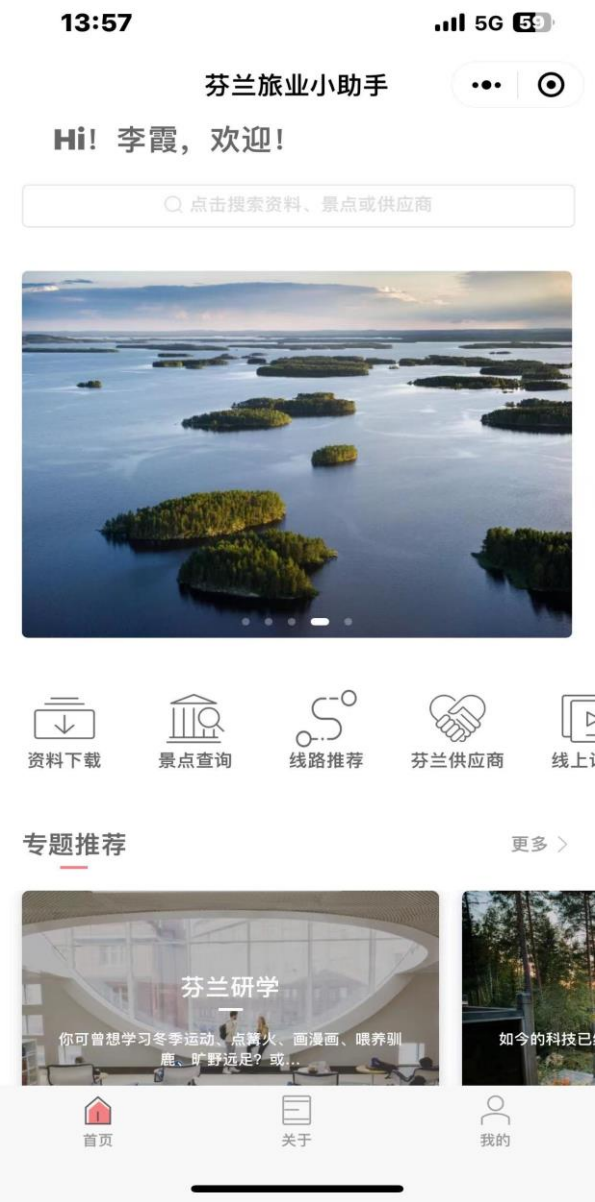 13:57
5G 59
芬兰旅业小助手
Hi！李霞，欢迎！
点击搜索资料、景点或供应商
资料下载
景点查询
线路推荐
芬兰供应商
线上
专题推荐
更多
芬兰研学
你可曾想学习冬季运动、点篝火、画漫画、喂养驯
鹿、旷野远足？或...
如今的科技已
首页
关于
我的